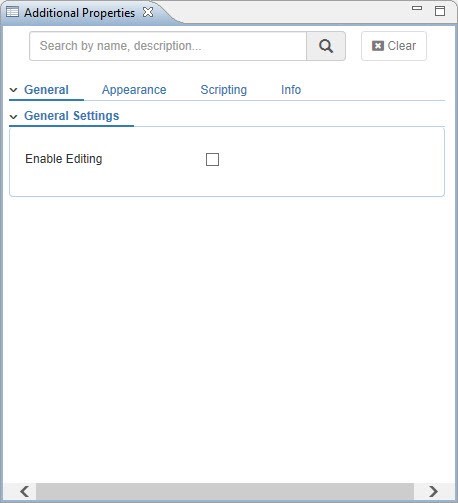 Additional Properties
Search by name, description...
Clear
General Appearance Scripting Info
General Settings
Enable Editing